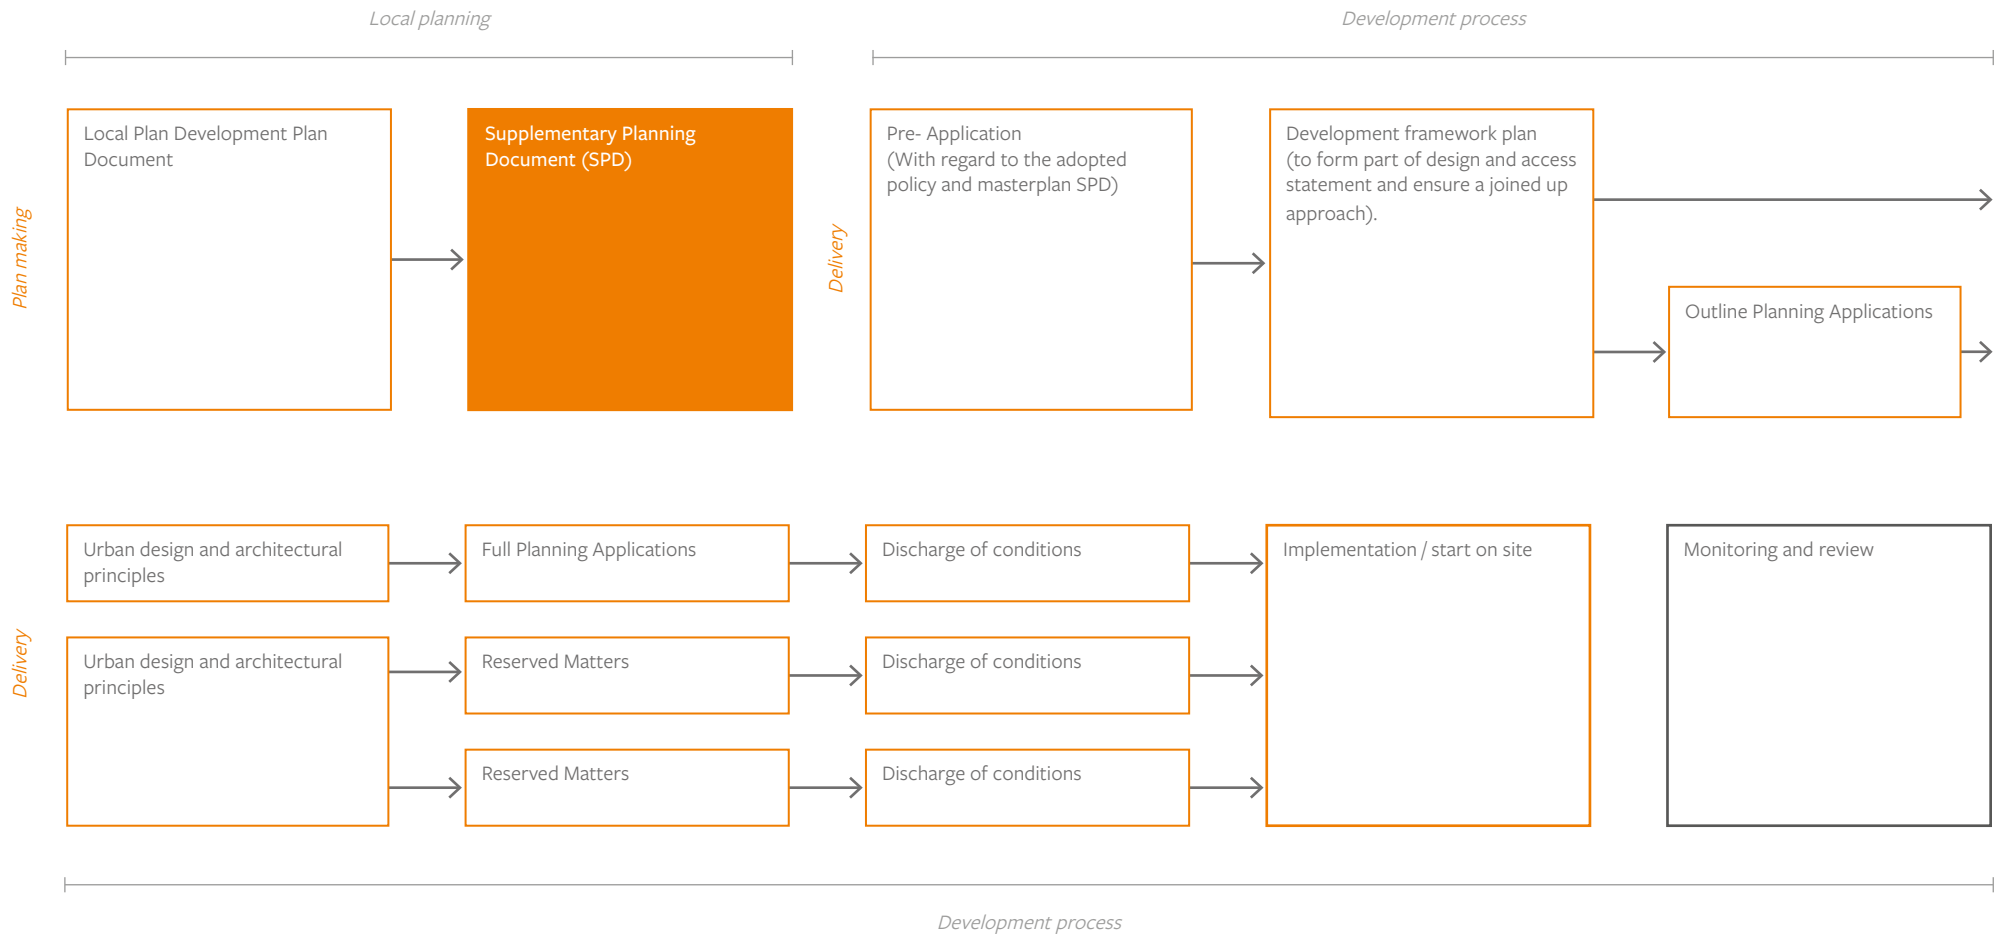 Local planning
Development process
Plan making
Local Plan Development Plan
Document
Supplementary Planning
Document (SPD)
Delivery
Pre- Application
(With regard to the adopted
policy and masterplan SPD)
Development framework plan
(to form part of design and access
statement and ensure a joined up
approach).
Outline Planning Applications
Delivery
Urban design and architectural
principles
Full Planning Applications
Discharge of conditions
Implementation / start on site
Monitoring and review
Urban design and architectural
principles
Reserved Matters
Discharge of conditions
Reserved Matters
Discharge of conditions
Development process